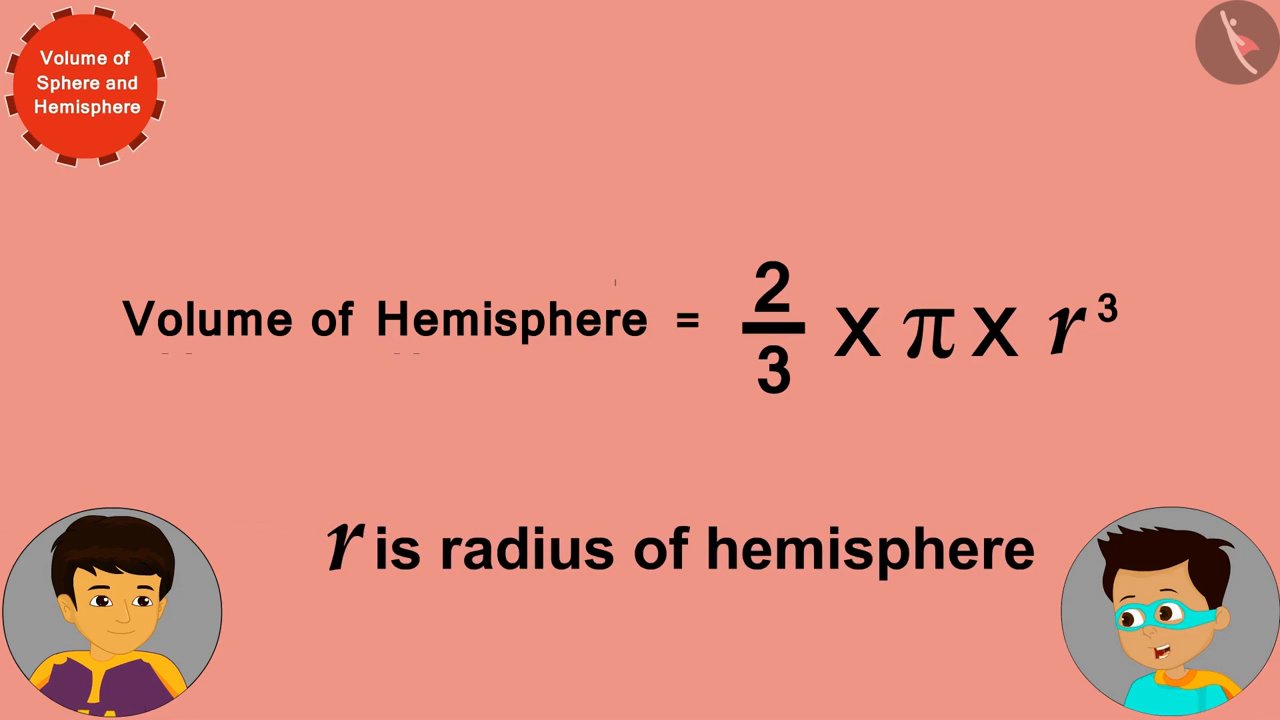 Volume of
Sphere and
Hemisphere
Volume of Hemisphere = 2/3 x π x r³
r is radius of hemisphere